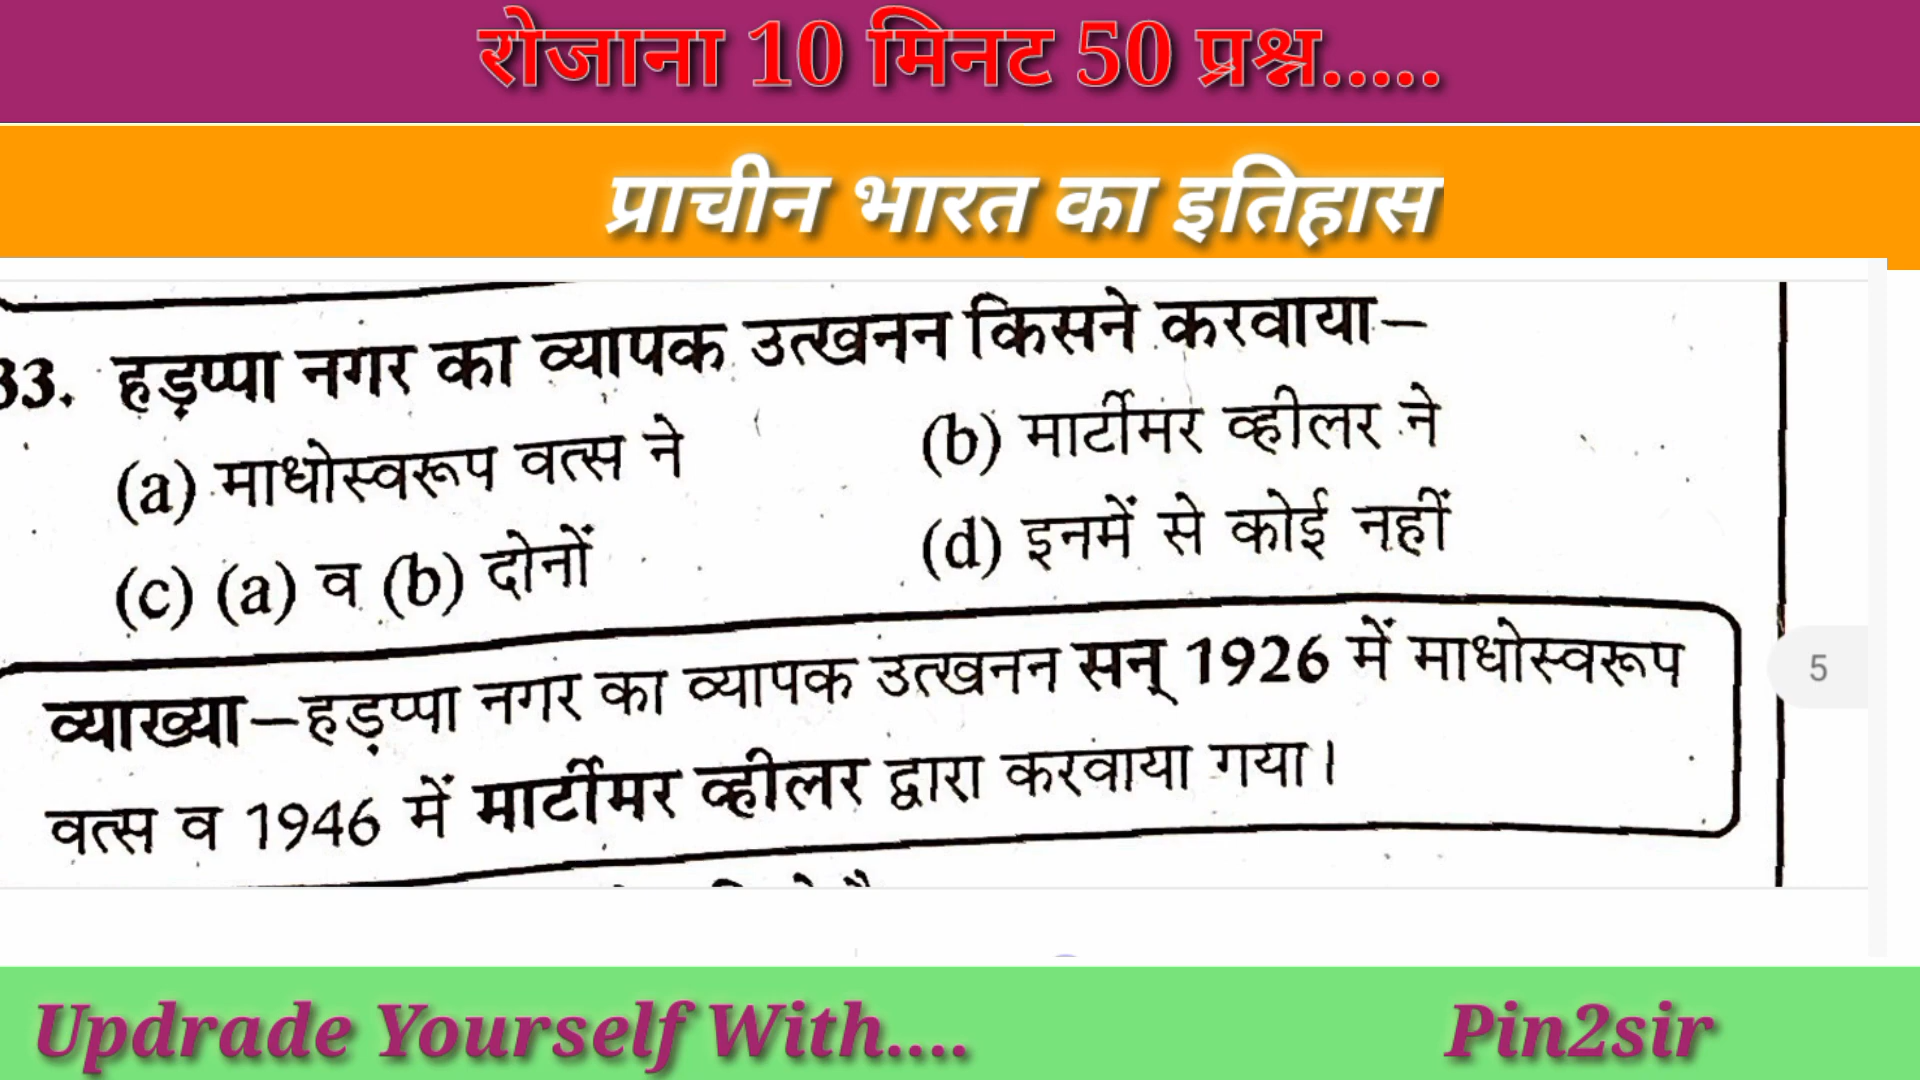 रोजाना 10 मिनट 50 प्रश्न.....
प्राचीन भारत का इतिहास
33. हड़प्पा नगर का व्यापक उत्खनन किसने करवाया–
(a) माधोस्वरूप वत्स ने (b) मार्टीमर व्हीलर ने
(c) (a) व (b) दोनों (d) इनमें से कोई नहीं
व्याख्या–हड़प्पा नगर का व्यापक उत्खनन सन् 1926 में माधोस्वरूप
वत्स व 1946 में मार्टीमर व्हीलर द्वारा करवाया गया।
5
Updrade Yourself With.... Pin2sir